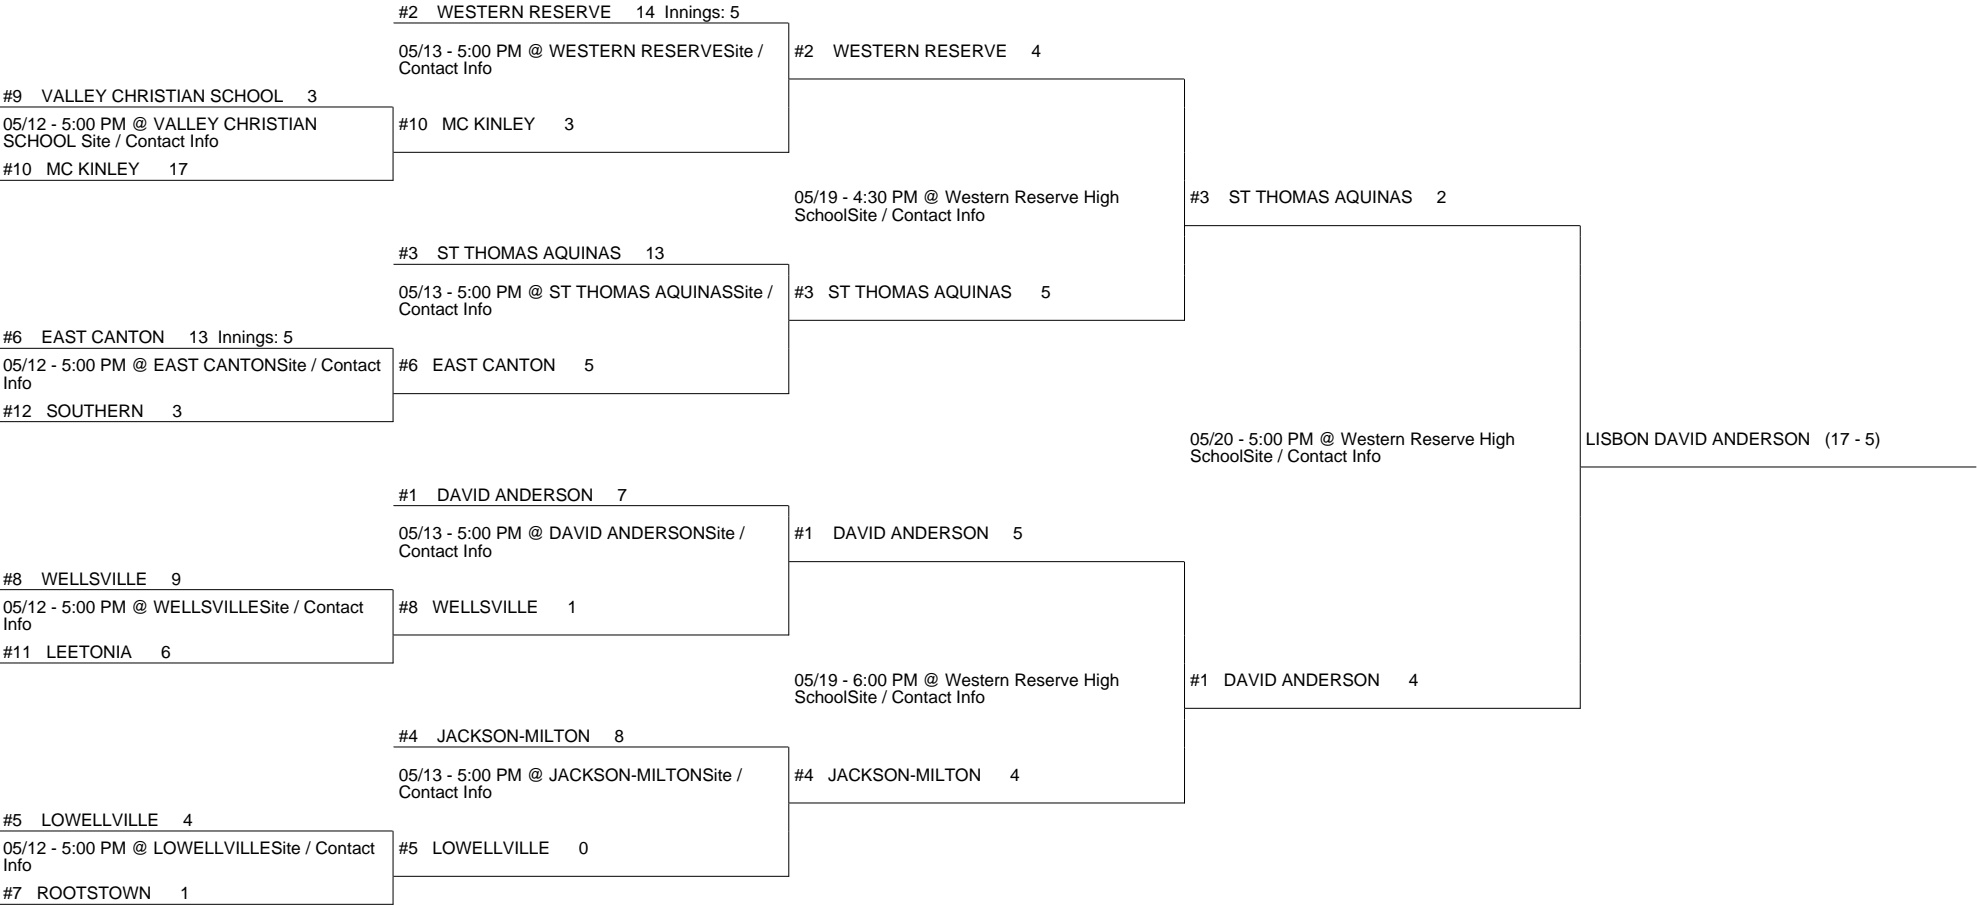 #2 WESTERN RESERVE 14 Innings: 5
05/13 - 5:00 PM @ WESTERN RESERVESite /
Contact Info
#2 WESTERN RESERVE 4
#9 VALLEY CHRISTIAN SCHOOL 3
05/12 - 5:00 PM @ VALLEY CHRISTIAN
SCHOOL Site / Contact Info
#10 MC KINLEY 3
#10 MC KINLEY 17
05/19 - 4:30 PM @ Western Reserve High
SchoolSite / Contact Info
#3 ST THOMAS AQUINAS 2
#3 ST THOMAS AQUINAS 13
05/13 - 5:00 PM @ ST THOMAS AQUINASSite /
Contact Info
#3 ST THOMAS AQUINAS 5
#6 EAST CANTON 13 Innings: 5
05/12 - 5:00 PM @ EAST CANTONSite / Contact
Info
#6 EAST CANTON 5
#12 SOUTHERN 3
05/20 - 5:00 PM @ Western Reserve High
SchoolSite / Contact Info
LISBON DAVID ANDERSON (17 - 5)
#1 DAVID ANDERSON 7
05/13 - 5:00 PM @ DAVID ANDERSONSite /
Contact Info
#1 DAVID ANDERSON 5
#8 WELLSVILLE 9
05/12 - 5:00 PM @ WELLSVILLESite / Contact
Info
#8 WELLSVILLE 1
#11 LEETONIA 6
05/19 - 6:00 PM @ Western Reserve High
SchoolSite / Contact Info
#1 DAVID ANDERSON 4
#4 JACKSON-MILTON 8
05/13 - 5:00 PM @ JACKSON-MILTONSite /
Contact Info
#4 JACKSON-MILTON 4
#5 LOWELLVILLE 4
05/12 - 5:00 PM @ LOWELLVILLESite / Contact
Info
#5 LOWELLVILLE 0
#7 ROOTSTOWN 1